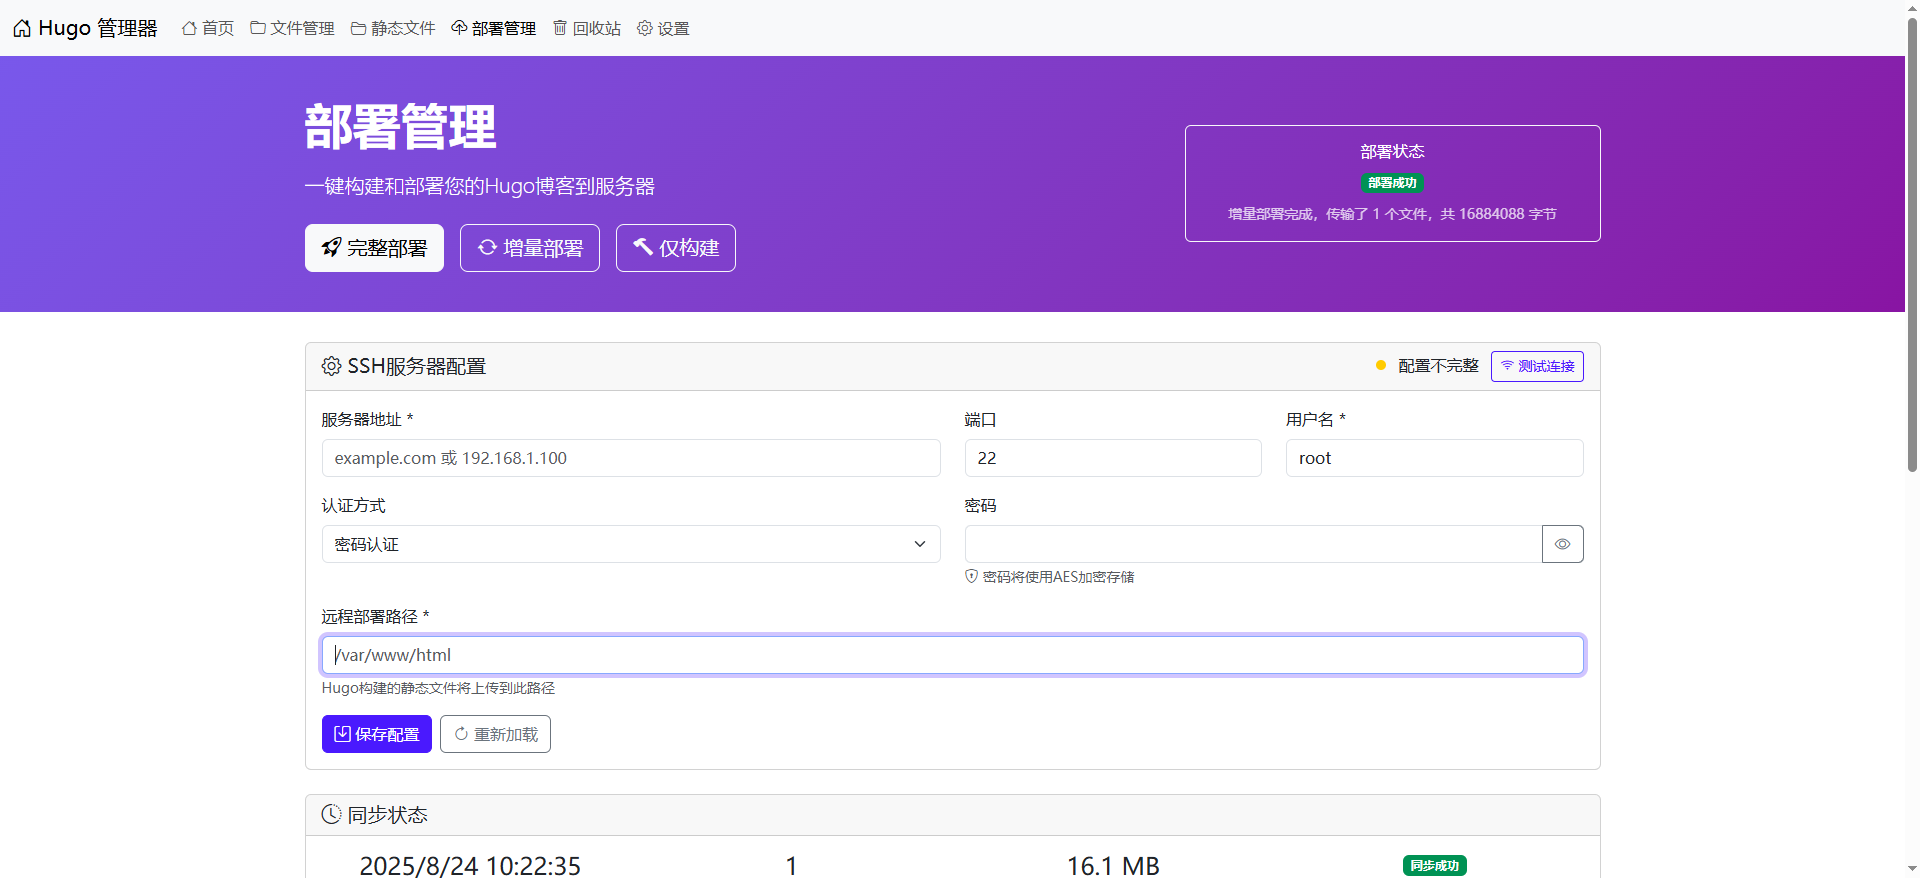 Hugo 管理器 首页 文件管理 静态文件 部署管理 回收站 设置
部署管理
一键构建和部署您的Hugo博客到服务器
完整部署 增量部署 仅构建
部署状态
部署成功
增量部署完成，传输了 1 个文件，共 16884088 字节
SSH服务器配置 配置不完整 测试连接
服务器地址 * 端口 用户名 *
example.com 或 192.168.1.100 22 root
认证方式 密码
密码认证
密码将使用AES加密存储
远程部署路径 *
/var/www/html
Hugo构建的静态文件将上传到此路径
保存配置 重新加载
同步状态
2025/8/24 10:22:35 1 16.1 MB 同步成功